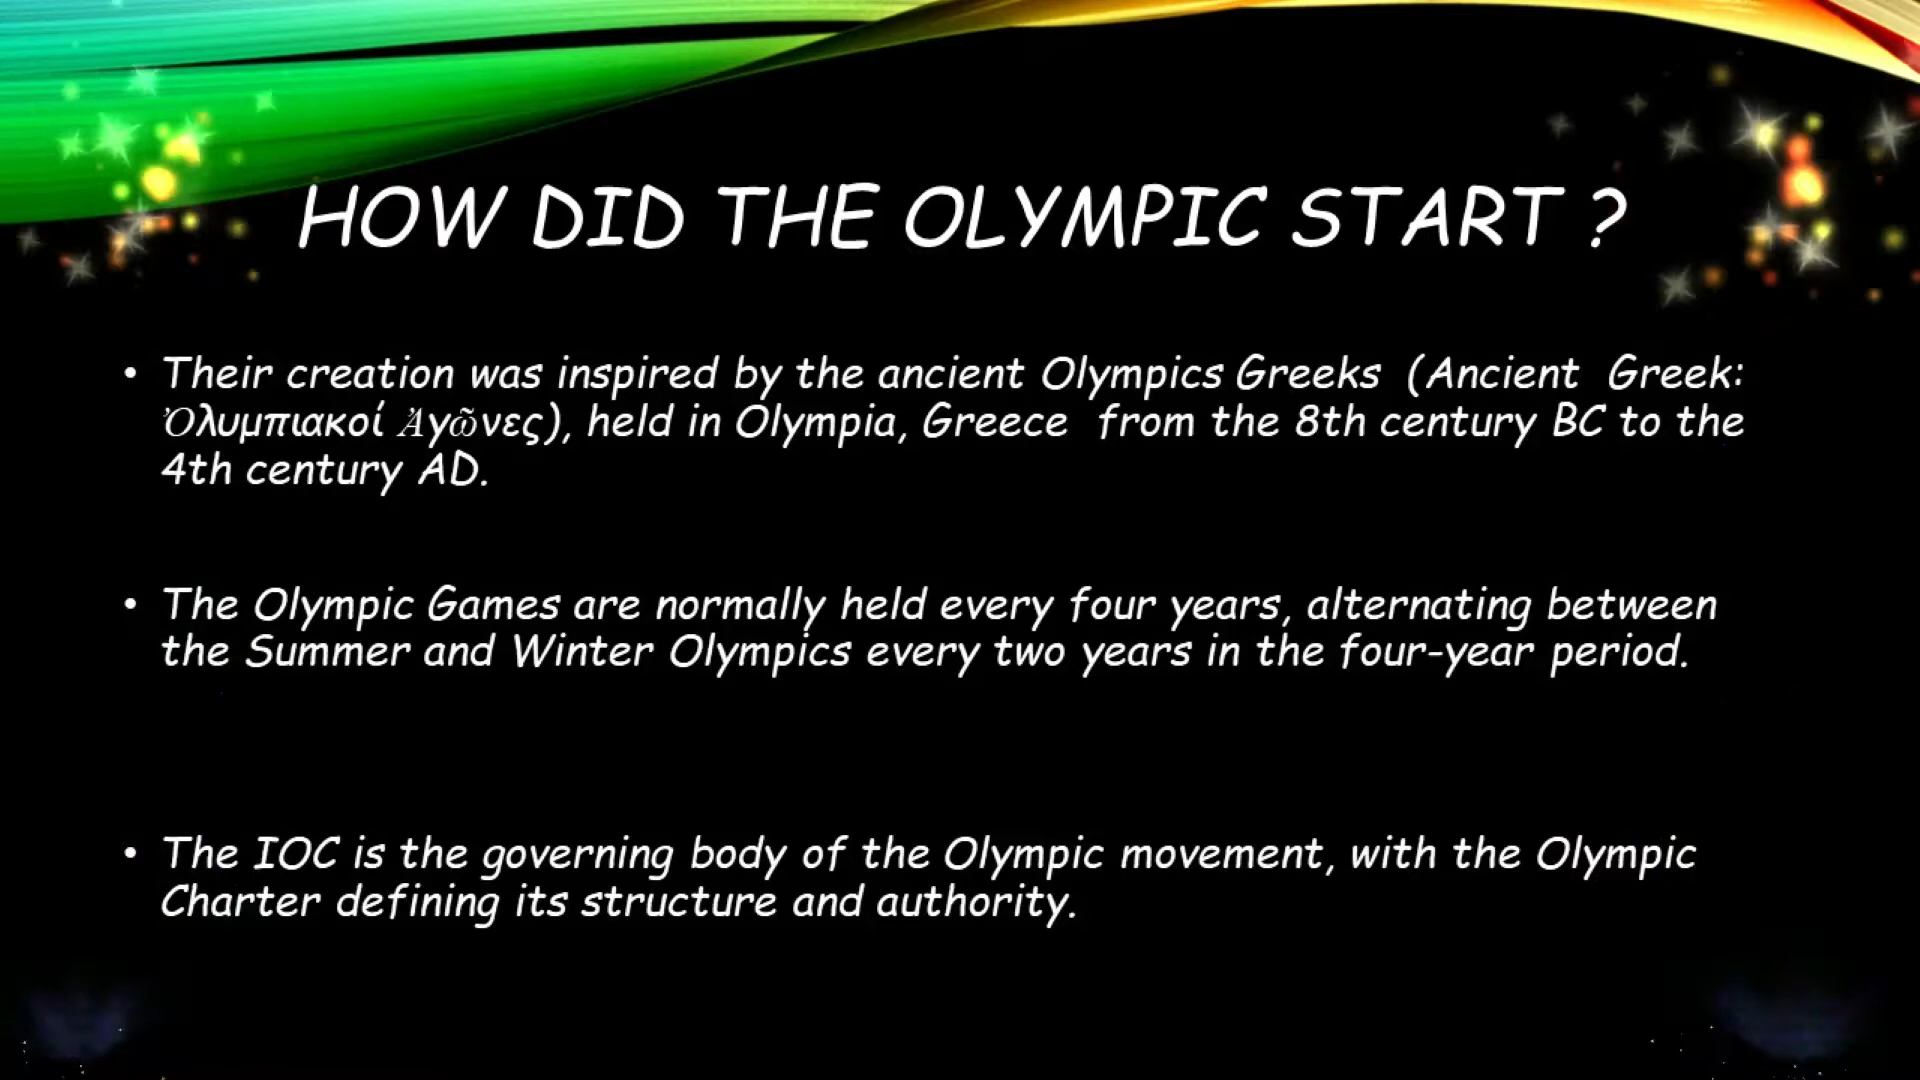 HOW DID THE OLYMPIC START ?
• Their creation was inspired by the ancient Olympics Greeks (Ancient Greek:
Ὀλυμπιακοί Ἀγῶνες), held in Olympia, Greece from the 8th century BC to the
4th century AD.
• The Olympic Games are normally held every four years, alternating between
the Summer and Winter Olympics every two years in the four-year period.
• The IOC is the governing body of the Olympic movement, with the Olympic
Charter defining its structure and authority.